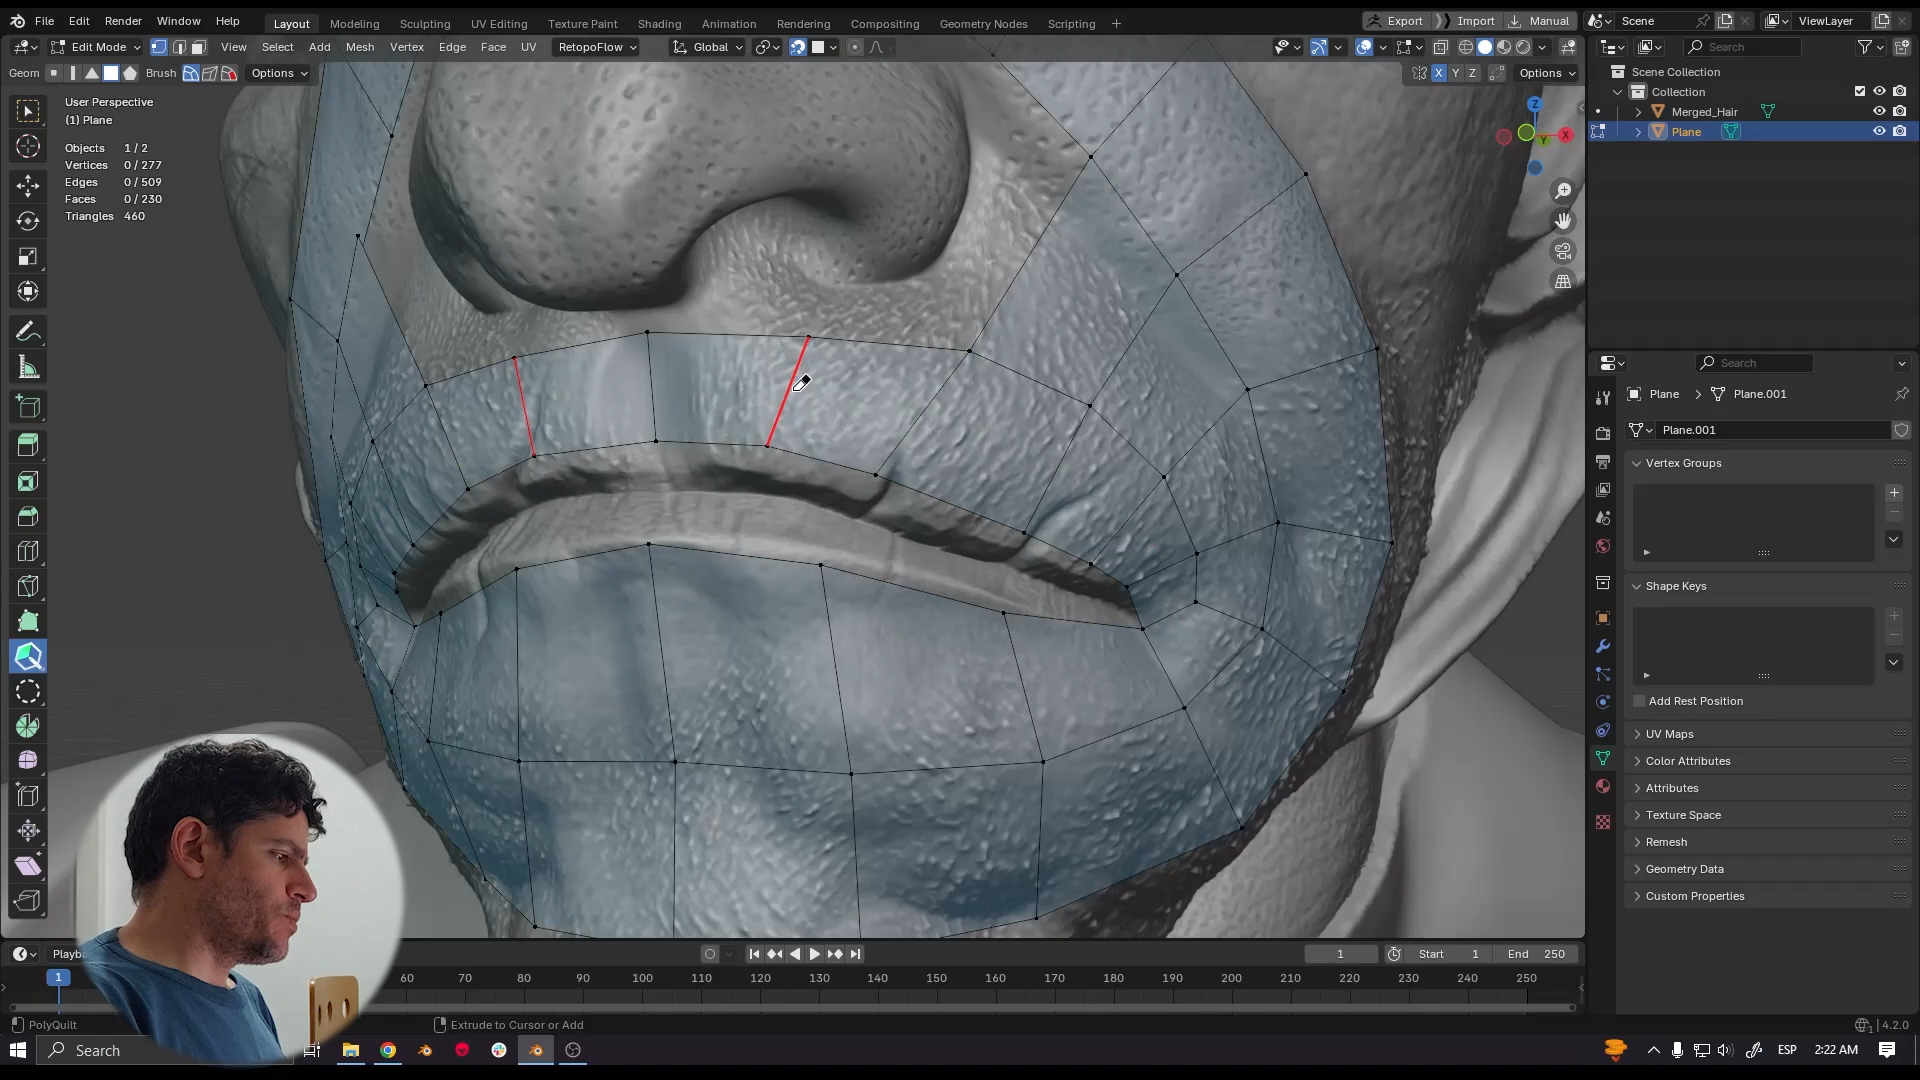 File Edit Render Window Help Layout Modeling Sculpting UV Editing Texture Paint Shading Animation Rendering Compositing Geometry Nodes Scripting + Export Import Manual Scene ViewLayer
Edit Mode View Select Add Mesh Vertex Edge Face UV RetopoFlow Global Search
Geom Brush Options X Y Z Options
Scene Collection
Collection
Merged_Hair
Plane
User Perspective
(1) Plane
Objects 1 / 2
Vertices 0 / 277
Edges 0 / 509
Faces 0 / 230
Triangles 460
Z
X
Y
Search
Plane > Plane.001
Plane.001
Vertex Groups
Shape Keys
Add Rest Position
UV Maps
Color Attributes
Attributes
Texture Space
Remesh
Geometry Data
Custom Properties
Playb 1 Start 1 End 250
1 60 70 80 90 100 110 120 130 140 150 160 170 180 190 200 210 220 230 240 250
PolyQuilt Extrude to Cursor or Add 4.2.0
Search ESP 2:22 AM